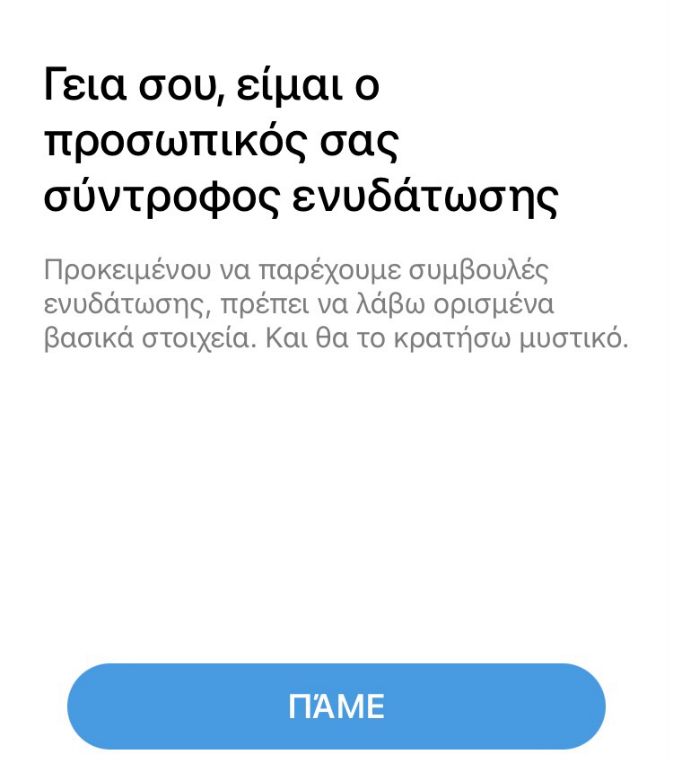 Γεια σου, είμαι ο
προσωπικός σας
σύντροφος ενυδάτωσης
Προκειμένου να παρέχουμε συμβουλές
ενυδάτωσης, πρέπει να λάβω ορισμένα
βασικά στοιχεία. Και θα το κρατήσω μυστικό.
ΠΆΜΕ